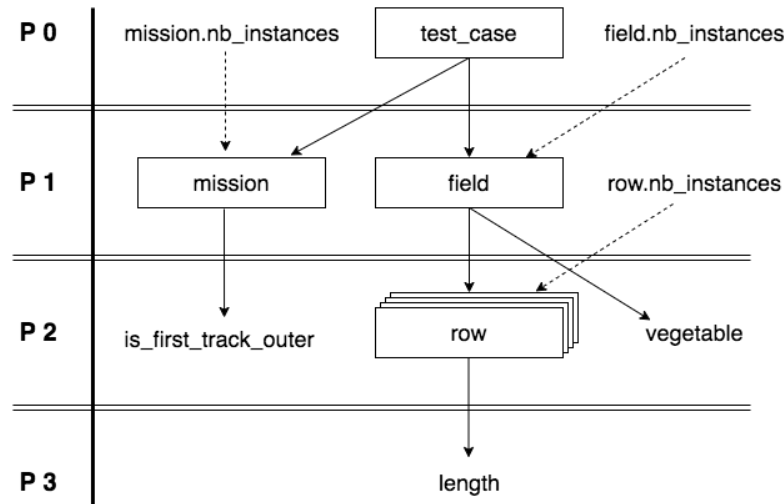 P 0
mission.nb_instances
test_case
field.nb_instances
P 1
mission
field
row.nb_instances
P 2
is_first_track_outer
row
vegetable
P 3
length